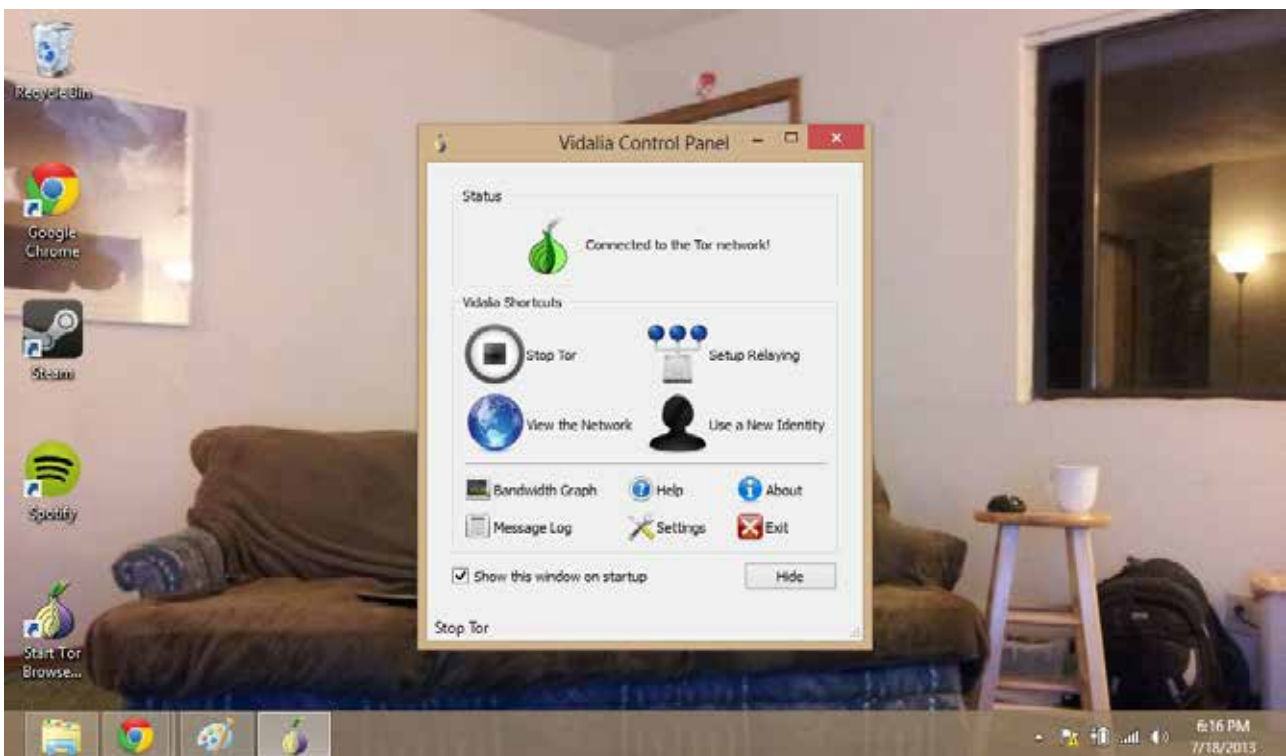 Recycle Bin
Google
Chrome
Steam
Spotify
Start Tor
Browse...
Vidalia Control Panel
Status
Connected to the Tor network!
Vidalia Shortcuts
Stop Tor
Setup Relaying
View the Network
Use a New Identity
Bandwidth Graph
Help
About
Message Log
Settings
Exit
Show this window on startup
Hide
Stop Tor
6:16 PM
7/18/2013